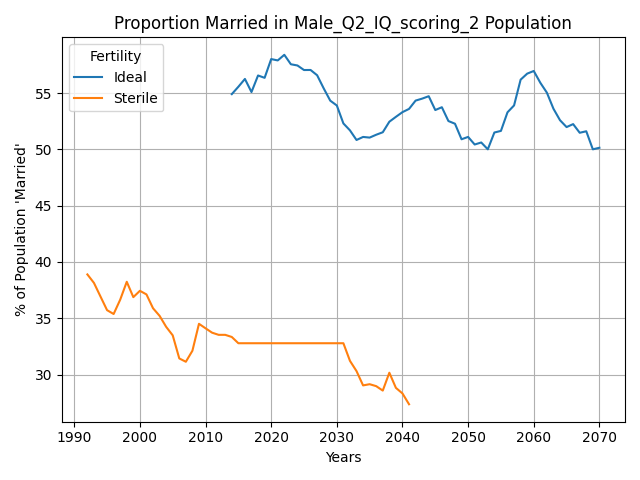 Proportion Married in Male_Q2_IQ_scoring_2 Population
Fertility
Ideal
Sterile
% of Population 'Married'
55
50
45
40
35
30
1990 2000 2010 2020 2030 2040 2050 2060 2070
Years